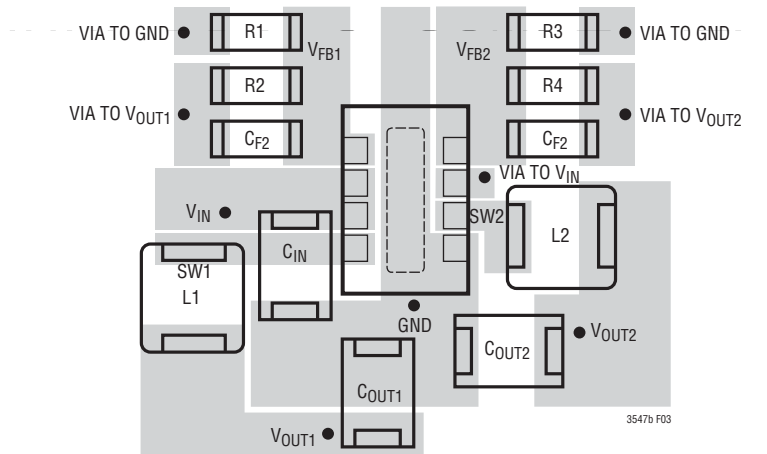 VIA TO GND
R1
VFB1
VFB2
R3
VIA TO GND
R2
R4
VIA TO VOUT1
VIA TO VOUT2
CF2
CF2
VIA TO VIN
VIN
SW2
L2
CIN
SW1
L1
GND
COUT2
VOUT2
COUT1
VOUT1
3547b F03